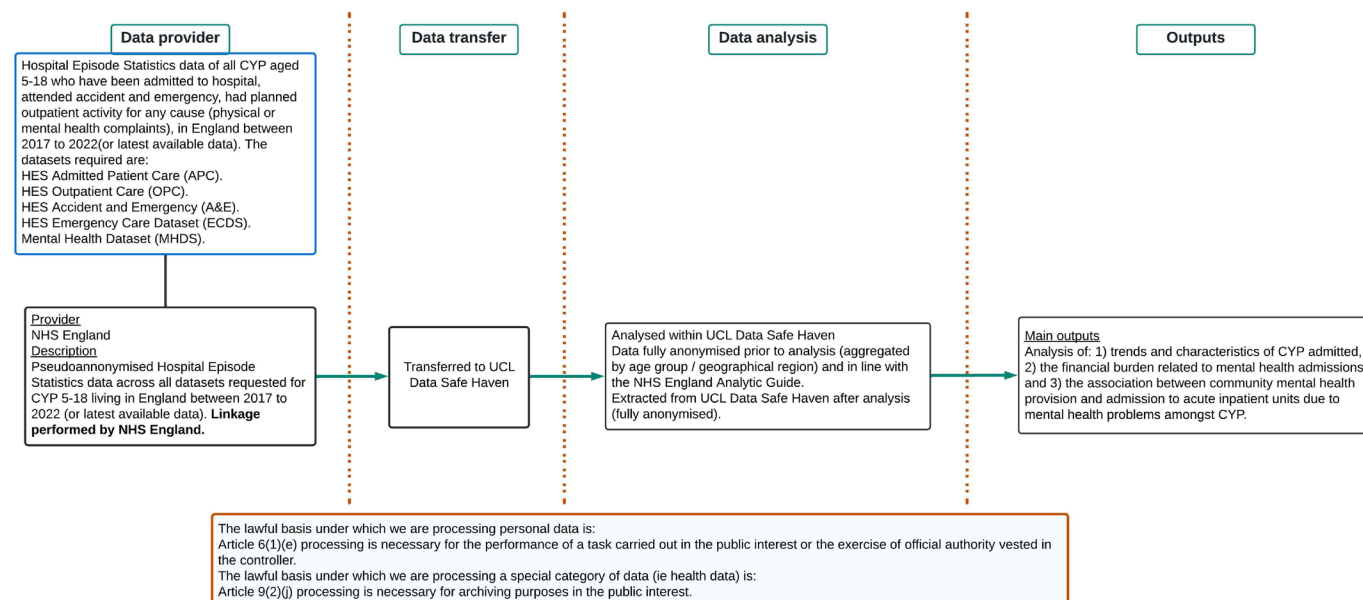 Data provider
Data transfer
Data analysis
Outputs
Hospital Episode Statistics data of all CYP aged
5-18 who have been admitted to hospital,
attended accident and emergency, had planned
outpatient activity for any cause (physical or
mental health complaints), in England between
2017 to 2022(or latest available data). The
datasets required are:
HES Admitted Patient Care (APC).
HES Outpatient Care (OPC).
HES Accident and Emergency (A&E).
HES Emergency Care Dataset (ECDS).
Mental Health Dataset (MHDS).
Provider
NHS England
Description
Pseudoannonymised Hospital Episode
Statistics data across all datasets requested for
CYP 5-18 living in England between 2017 to
2022 (or latest available data). Linkage
performed by NHS England.
Transferred to UCL
Data Safe Haven
Analysed within UCL Data Safe Haven
Data fully anonymised prior to analysis (aggregated
by age group / geographical region) and in line with
the NHS England Analytic Guide.
Extracted from UCL Data Safe Haven after analysis
(fully anonymised).
Main outputs
Analysis of: 1) trends and characteristics of CYP admitted,
2) the financial burden related to mental health admissions
and 3) the association between community mental health
provision and admission to acute inpatient units due to
mental health problems amongst CYP.
The lawful basis under which we are processing personal data is:
Article 6(1)(e) processing is necessary for the performance of a task carried out in the public interest or the exercise of official authority vested in
the controller.
The lawful basis under which we are processing a special category of data (ie health data) is:
Article 9(2)(j) processing is necessary for archiving purposes in the public interest.